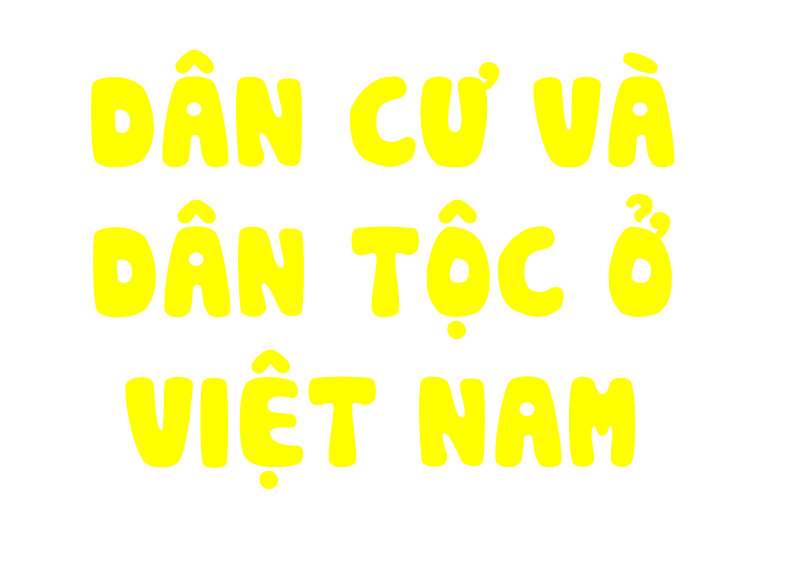 DÂN CƯ VÀ
DÂN TỘC Ở
VIỆT NAM